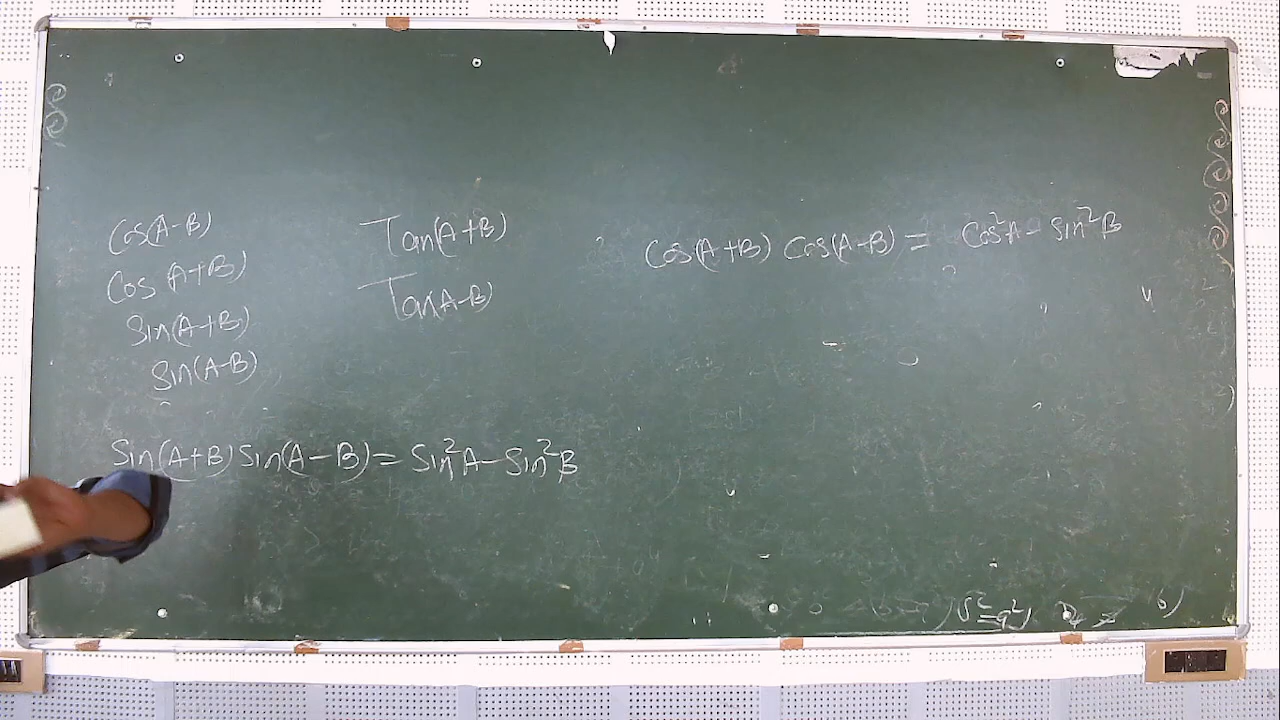 Cos(A-B)
Cos(A+B)
Sin(A+B)
Sin(A-B)
Tan(A+B)
Tan(A-B)
Sin(A+B) Sin(A-B) = Sin²A - Sin²B
Cos(A+B) Cos(A-B) = Cos²A - Sin²B